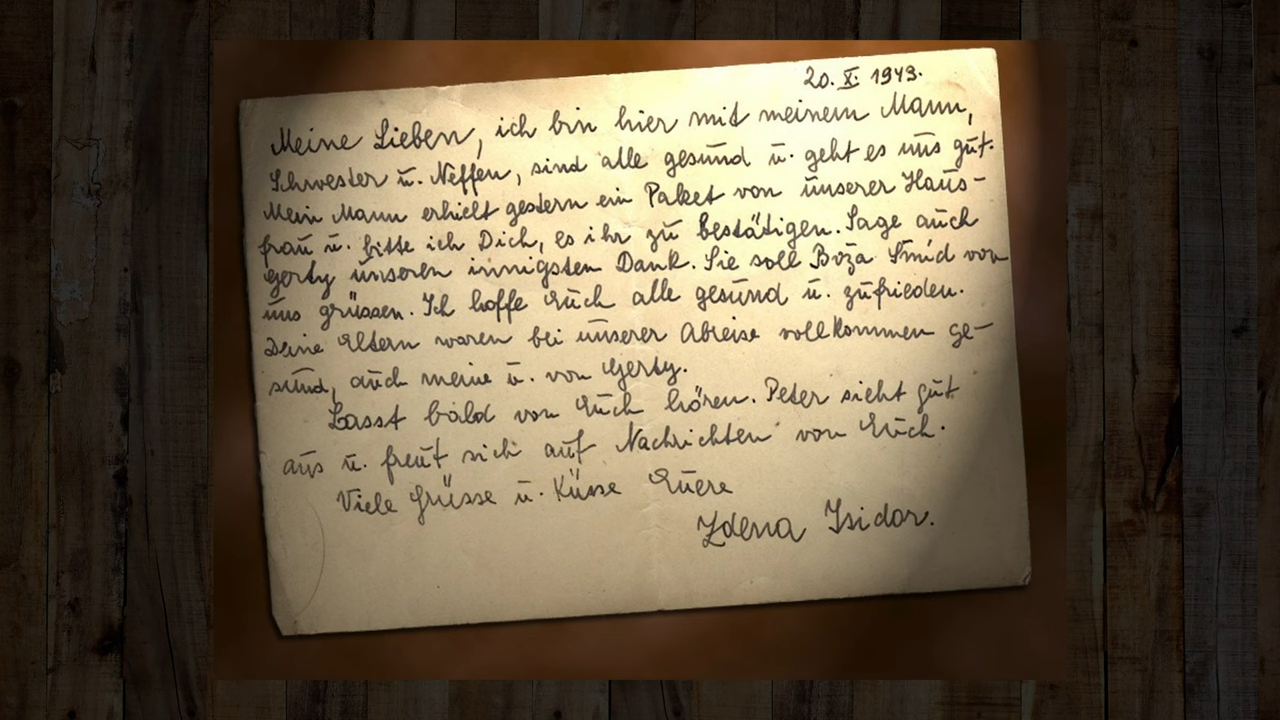 20. X. 1943.
Meine Lieben, ich bin hier mit meinem Mann,
Schwester u. Neffen, sind alle gesund u. geht es uns gut.
Mein Mann erhielt gestern ein Paket von unserer Haus-
frau u. bitte ich Dich, es ihr zu bestätigen. Sage auch
Gerty unseren innigsten Dank. Sie soll Boža Šmíd von
uns grüssen. Ich hoffe Euch alle gesund u. zufrieden.
Deine Eltern waren bei unserer Abreise vollkommen ge-
sund, auch meine u. von Gerty.
Lasst bald von Euch hören. Peter sieht gut
aus u. freut sich auf Nachrichten von Euch.
Viele Grüsse u. Küsse Euere
Zdena Isidor.